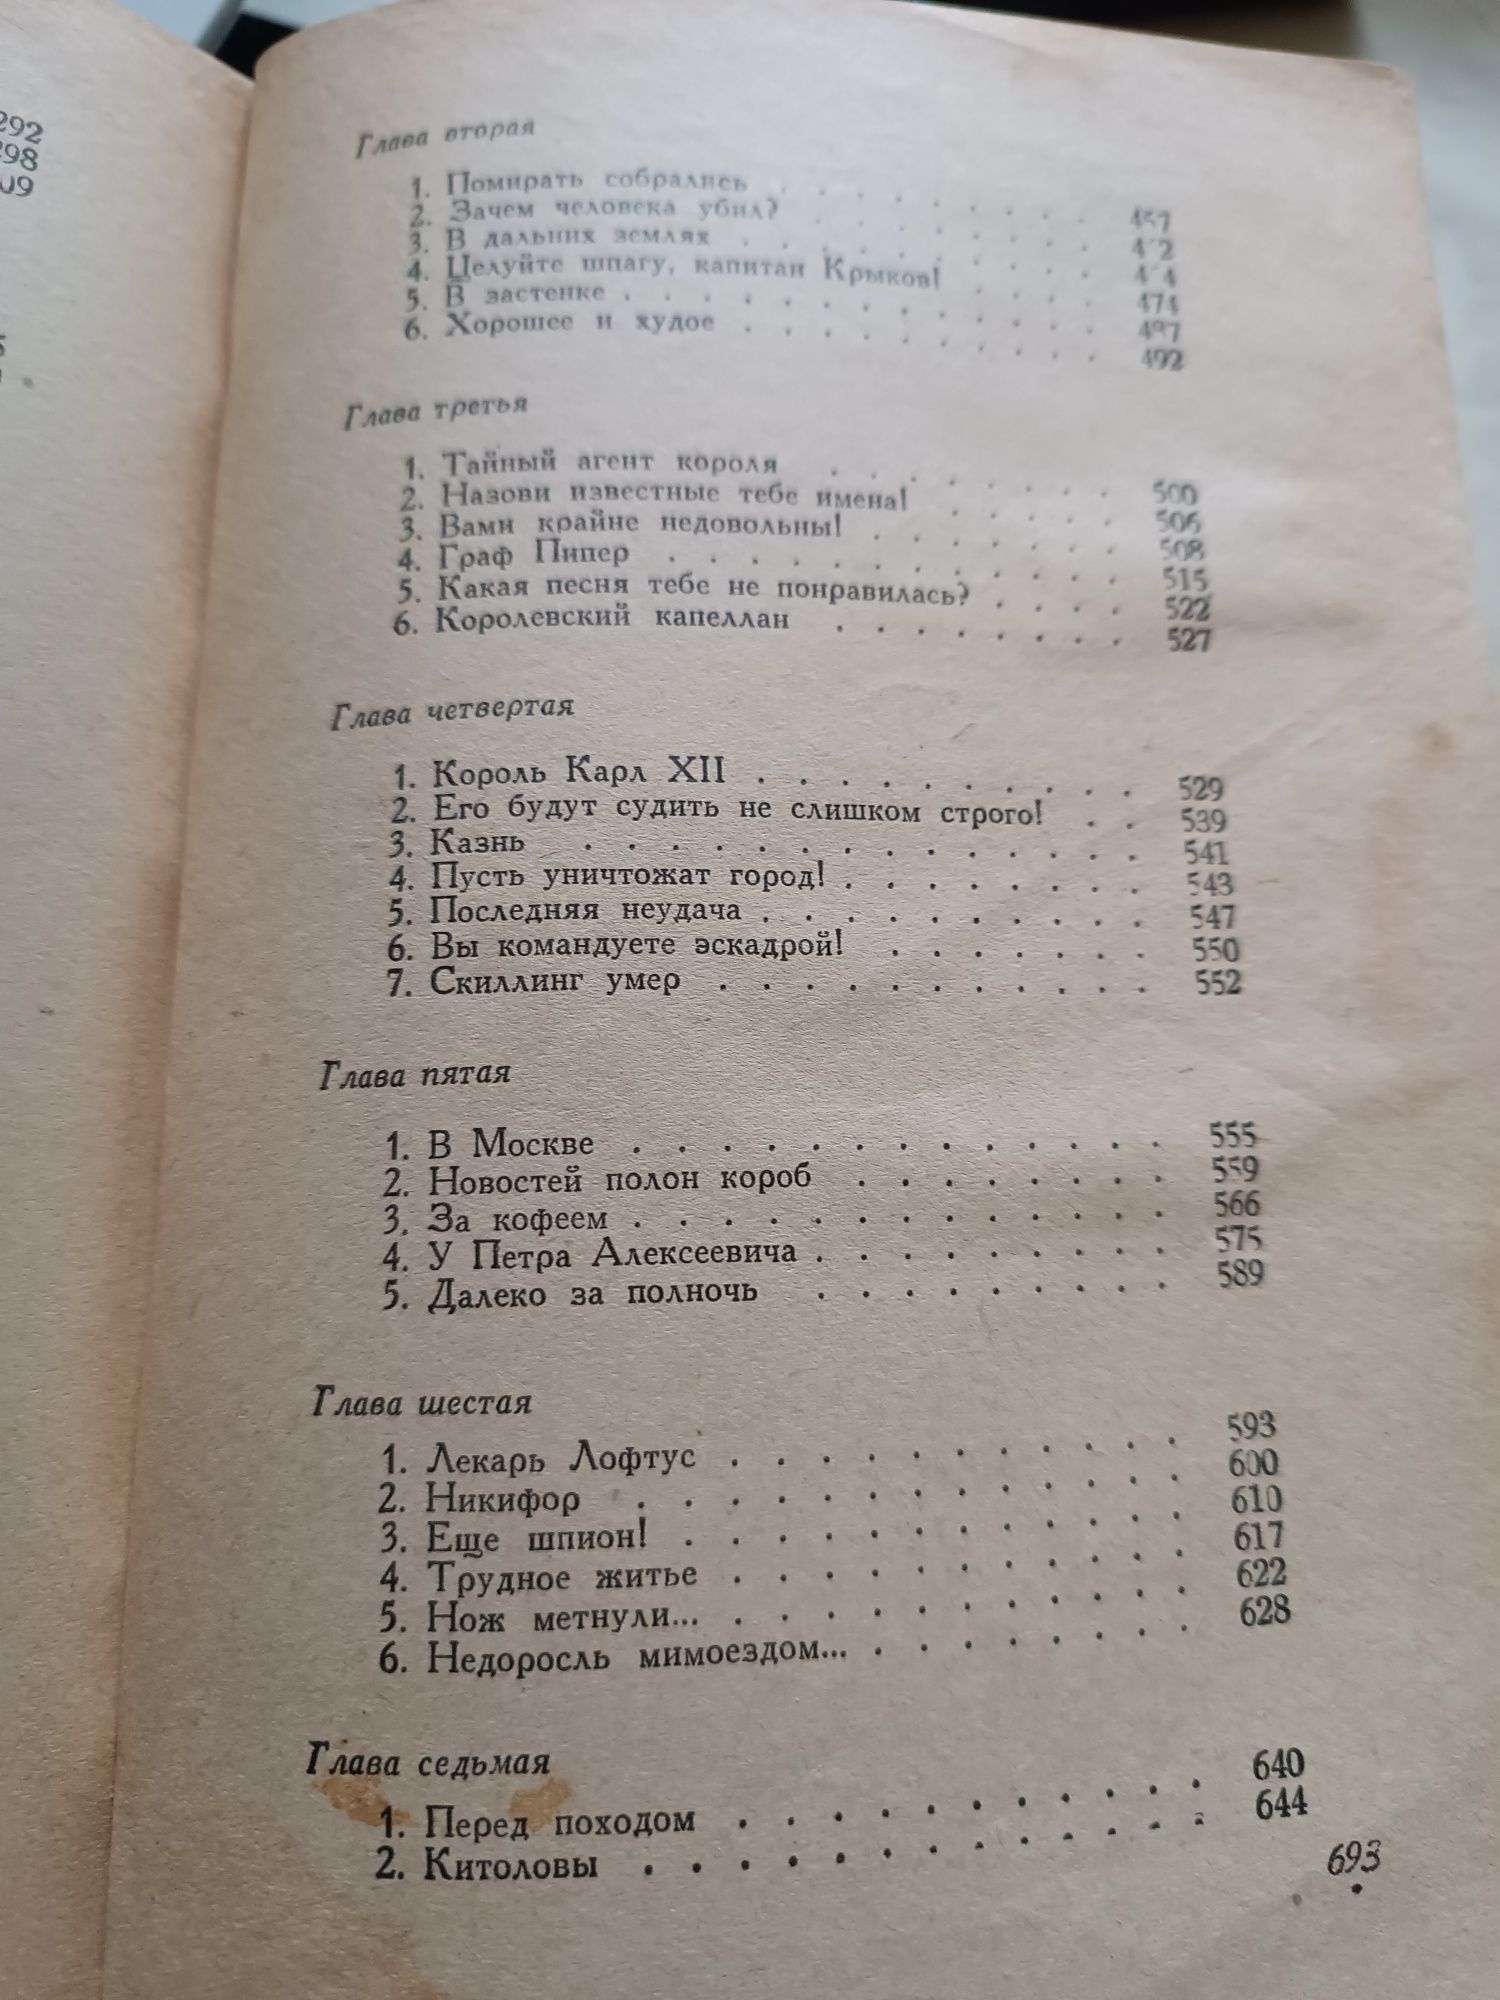 292
298
Глава вторая
1. Помирать собрались . . . . . . . . 457
2. Зачем человека убил? . . . . . . .
3. В дальних землях . . . . . . . . .
4. Целуйте шпагу, капитан Крыков! . . . 474
5. В застенке . . . . . . . . . . .
6. Хорошее и худое . . . . . . . . . 492
Глава третья
1. Тайный агент короля . . . . . . . . 500
2. Назови известные тебе имена! . . . . . 506
3. Вами крайне недовольны! . . . . . . . 508
4. Граф Пипер . . . . . . . . . . . 515
5. Какая песня тебе не понравилась? . . . . 522
6. Королевский капеллан . . . . . . . . 527
Глава четвертая
1. Король Карл XII . . . . . . . . . . 529
2. Его будут судить не слишком строго! . . 539
3. Казнь . . . . . . . . . . . . . 541
4. Пусть уничтожат город! . . . . . . . . 543
5. Последняя неудача . . . . . . . . . . 547
6. Вы командуете эскадрой! . . . . . . . 550
7. Скиллинг умер . . . . . . . . . . . 552
Глава пятая
1. В Москве . . . . . . . . . . . . . 555
2. Новостей полон короб . . . . . . . . 559
3. За кофеем . . . . . . . . . . . . . 566
4. У Петра Алексеевича . . . . . . . . . 575
5. Далеко за полночь . . . . . . . . . 589
Глава шестая
1. Лекарь Лофтус . . . . . . . . . . . 593
2. Никифор . . . . . . . . . . . . . 600
3. Еще шпион! . . . . . . . . . . . . 610
4. Трудное житье . . . . . . . . . . . 617
5. Нож метнули... . . . . . . . . . . . 622
6. Недоросль мимоездом... . . . . . . . . 628
Глава седьмая
1. Перед походом . . . . . . . . . . . 640
2. Китоловы . . . . . . . . . . . . . 644
693